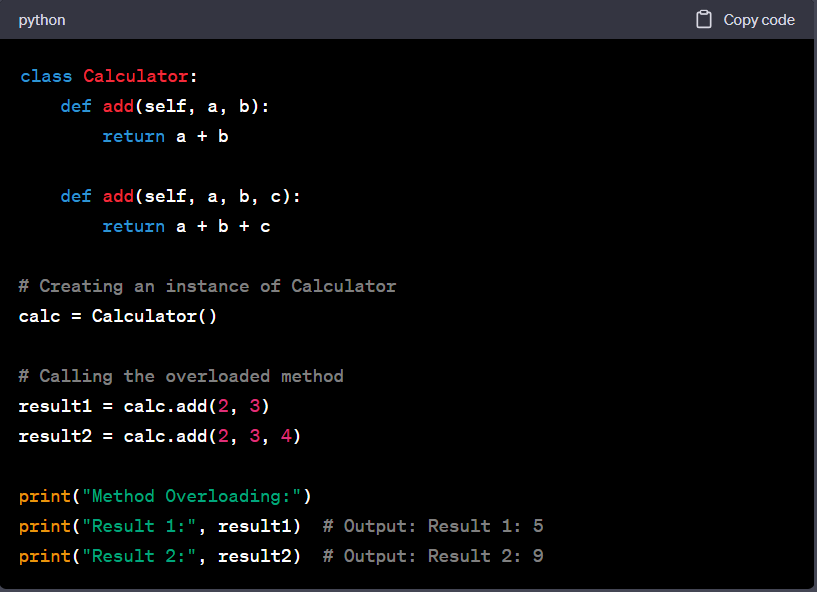 python
Copy code
class Calculator:
    def add(self, a, b):
        return a + b

    def add(self, a, b, c):
        return a + b + c

# Creating an instance of Calculator
calc = Calculator()

# Calling the overloaded method
result1 = calc.add(2, 3)
result2 = calc.add(2, 3, 4)

print("Method Overloading:")
print("Result 1:", result1)  # Output: Result 1: 5
print("Result 2:", result2)  # Output: Result 2: 9